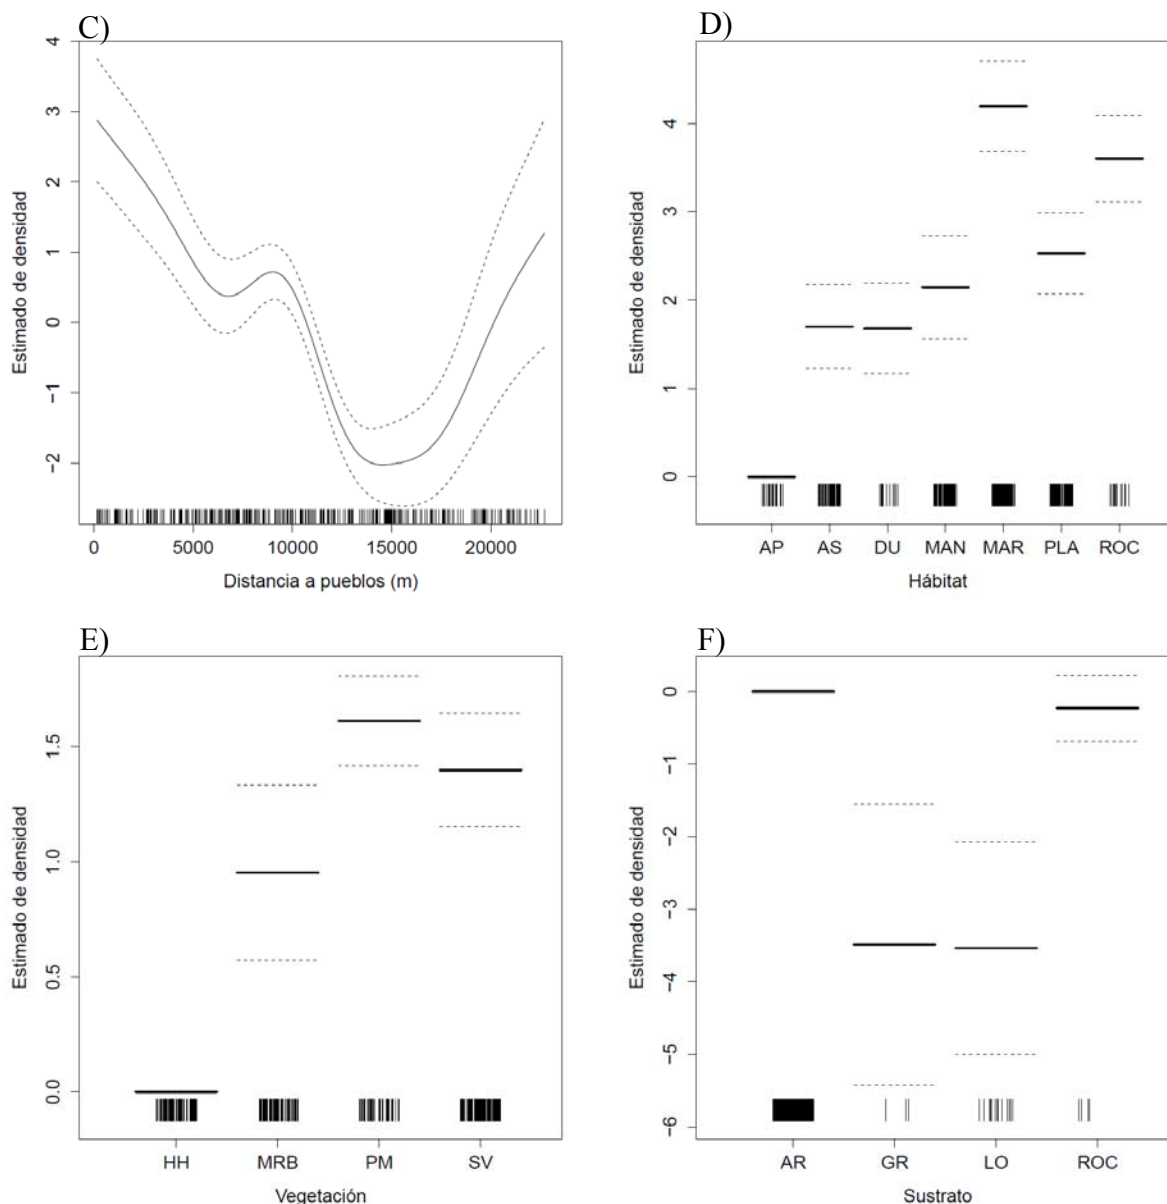 C)
Estimado de densidad
4
3
2
1
0
−1
−2
0 5000 10000 15000 20000
Distancia a pueblos (m)
D)
Estimado de densidad
4
3
2
1
0
AP AS DU MAN MAR PLA ROC
Hábitat
E)
Estimado de densidad
1.5
1.0
0.5
0.0
HH MRB PM SV
Vegetación
F)
Estimado de densidad
0
−1
−2
−3
−4
−5
−6
AR GR LO ROC
Sustrato